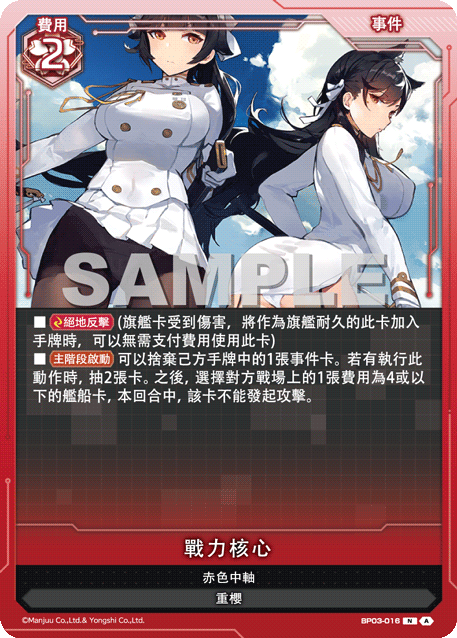 費用
2
事件
SAMPLE
■ 絕地反擊 (旗艦卡受到傷害，將作為旗艦耐久的此卡加入
手牌時，可以無需支付費用使用此卡)
■ 主階段啟動 可以捨棄己方手牌中的1張事件卡。若有執行此
動作時，抽2張卡。之後，選擇對方戰場上的1張費用為4或以
下的艦船卡，本回合中，該卡不能發起攻擊。
戰力核心
赤色中軸
重櫻
©Manjuu Co.,Ltd.& Yongshi Co.,Ltd.
BP03-016 N A